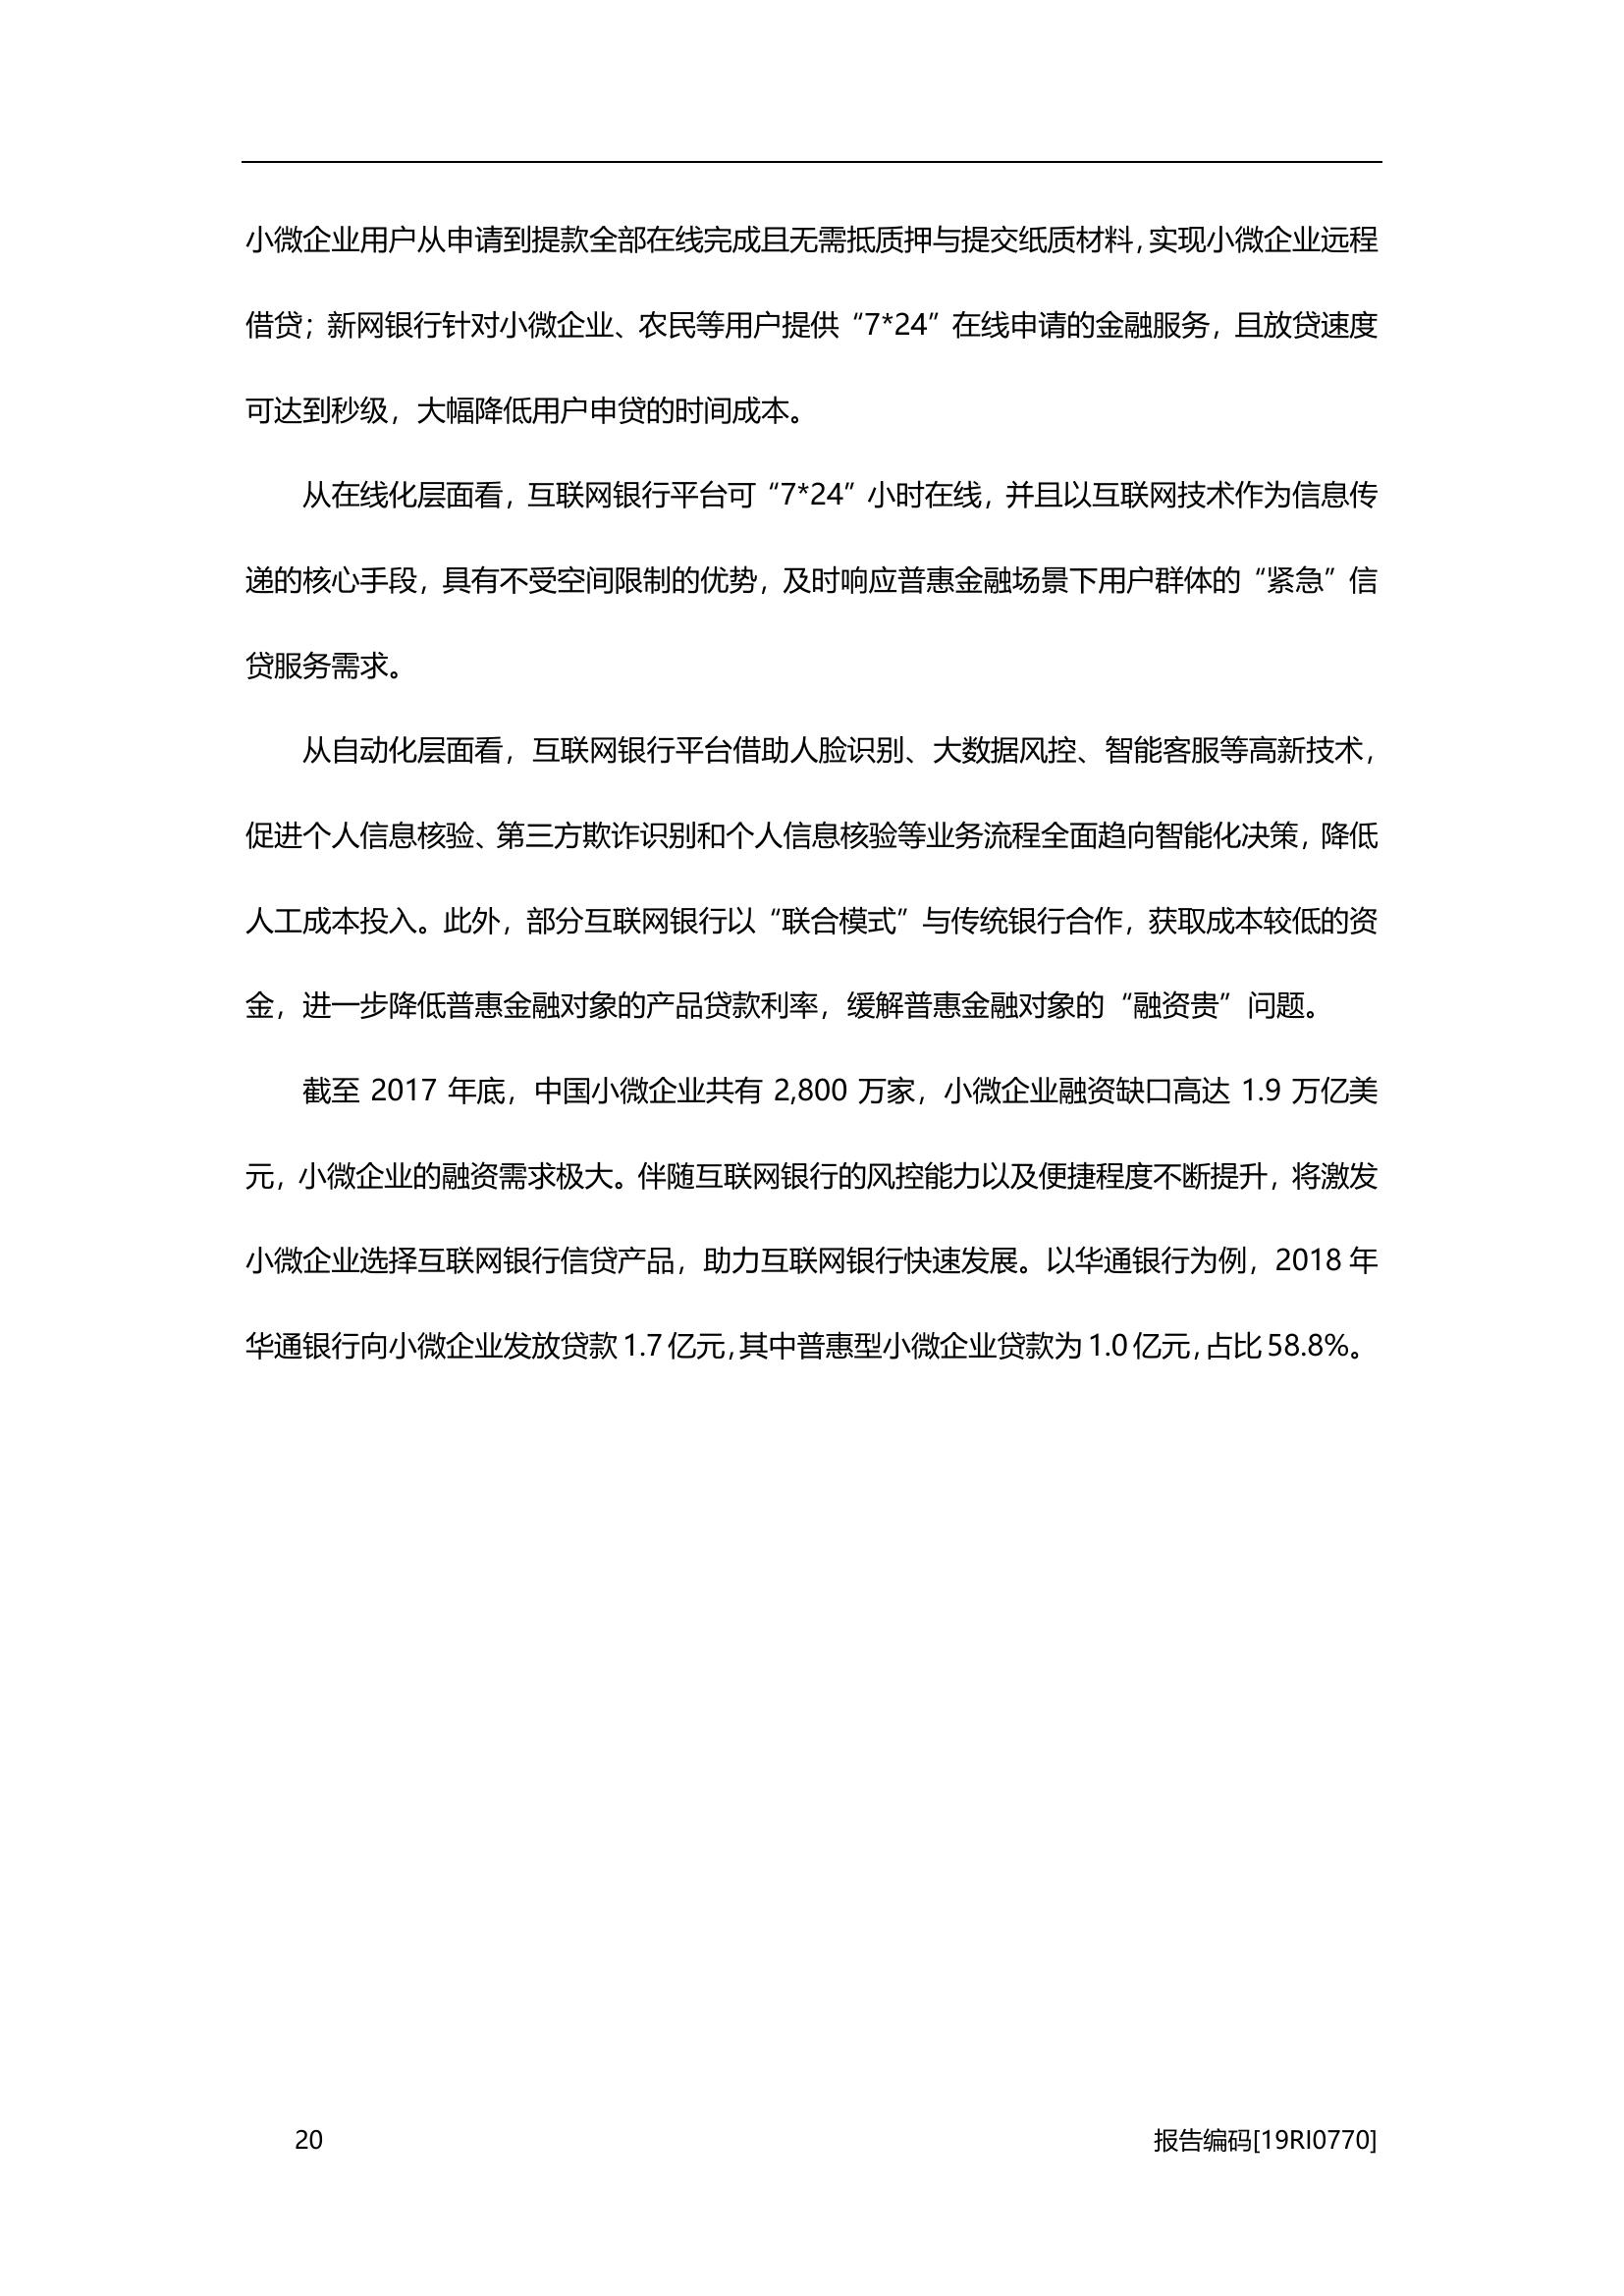 小微企业用户从申请到提款全部在线完成且无需抵质押与提交纸质材料，实现小微企业远程
借贷；新网银行针对小微企业、农民等用户提供“7*24”在线申请的金融服务，且放贷速度
可达到秒级，大幅降低用户申贷的时间成本。
从在线化层面看，互联网银行平台可“7*24”小时在线，并且以互联网技术作为信息传
递的核心手段，具有不受空间限制的优势，及时响应普惠金融场景下用户群体的“紧急”信
贷服务需求。
从自动化层面看，互联网银行平台借助人脸识别、大数据风控、智能客服等高新技术，
促进个人信息核验、第三方欺诈识别和个人信息核验等业务流程全面趋向智能化决策，降低
人工成本投入。此外，部分互联网银行以“联合模式”与传统银行合作，获取成本较低的资
金，进一步降低普惠金融对象的产品贷款利率，缓解普惠金融对象的“融资贵”问题。
截至 2017 年底，中国小微企业共有 2,800 万家，小微企业融资缺口高达 1.9 万亿美
元，小微企业的融资需求极大。伴随互联网银行的风控能力以及便捷程度不断提升，将激发
小微企业选择互联网银行信贷产品，助力互联网银行快速发展。以华通银行为例，2018 年
华通银行向小微企业发放贷款 1.7 亿元，其中普惠型小微企业贷款为 1.0 亿元，占比 58.8%。
20 报告编码[19RI0770]